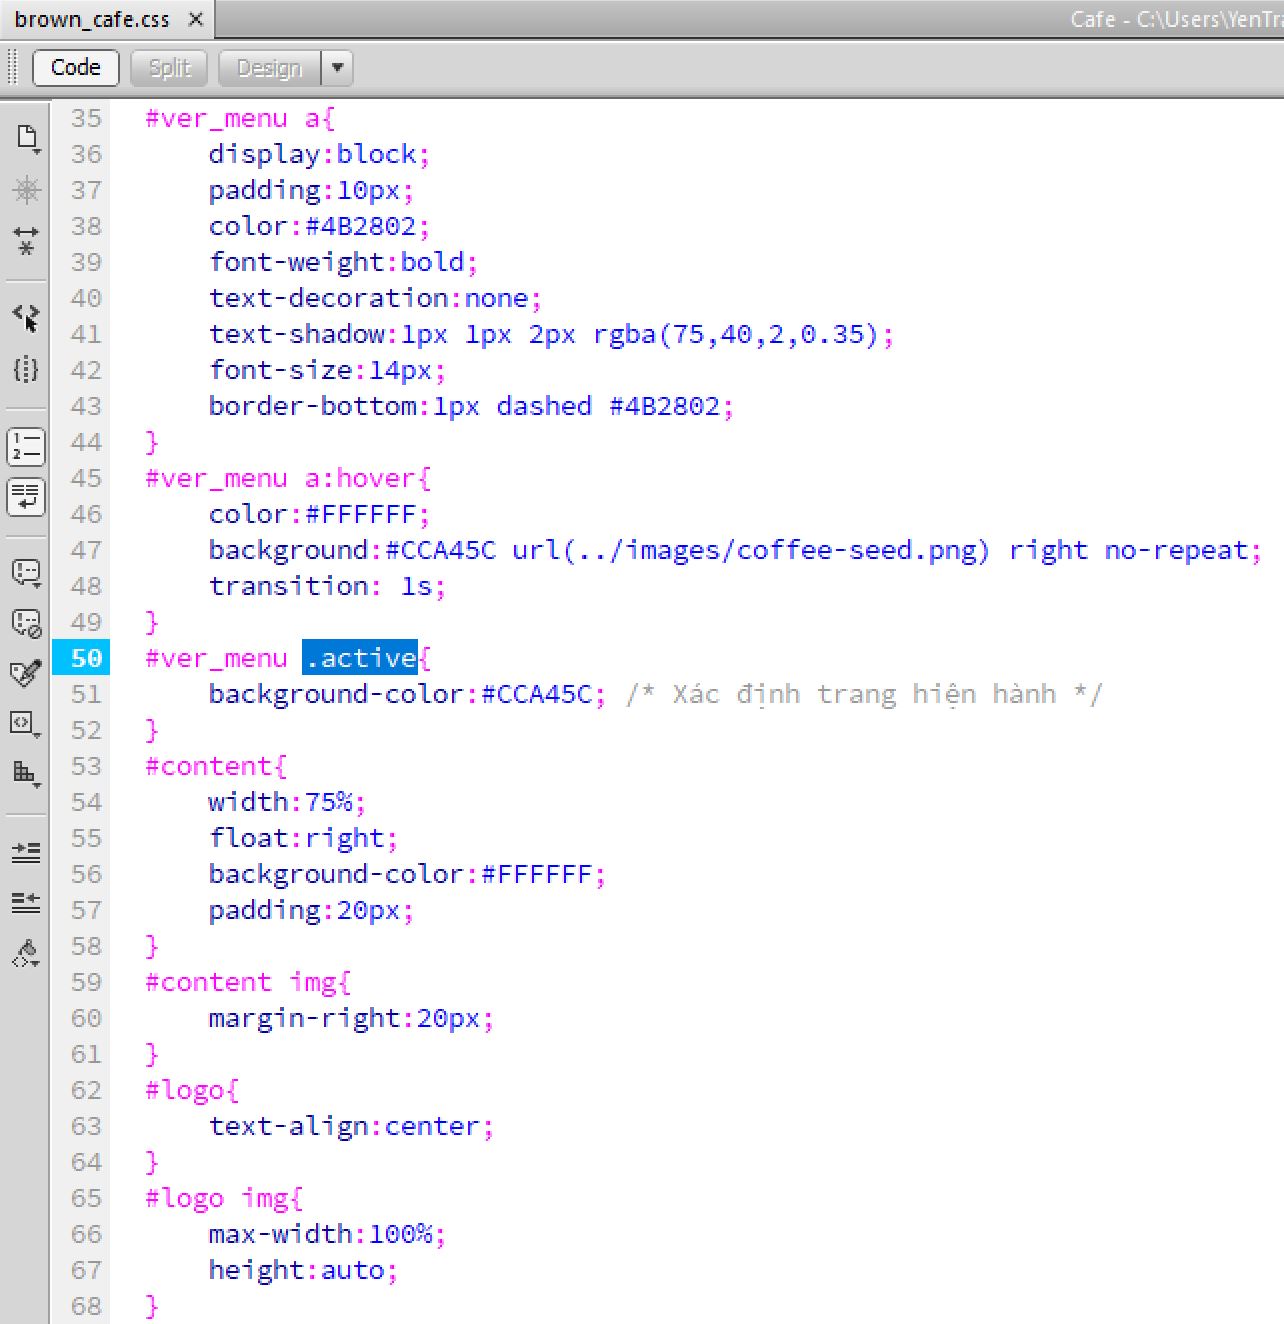 brown_cafe.css ×
Cafe - C:\Users\YenTra
Code Split Design
35 #ver_menu a{
36 display:block;
37 padding:10px;
38 color:#4B2802;
39 font-weight:bold;
40 text-decoration:none;
41 text-shadow:1px 1px 2px rgba(75,40,2,0.35);
42 font-size:14px;
43 border-bottom:1px dashed #4B2802;
44 }
45 #ver_menu a:hover{
46 color:#FFFFFF;
47 background:#CCA45C url(../images/coffee-seed.png) right no-repeat;
48 transition: 1s;
49 }
50 #ver_menu .active{
51 background-color:#CCA45C; /* Xác định trang hiện hành */
52 }
53 #content{
54 width:75%;
55 float:right;
56 background-color:#FFFFFF;
57 padding:20px;
58 }
59 #content img{
60 margin-right:20px;
61 }
62 #logo{
63 text-align:center;
64 }
65 #logo img{
66 max-width:100%;
67 height:auto;
68 }